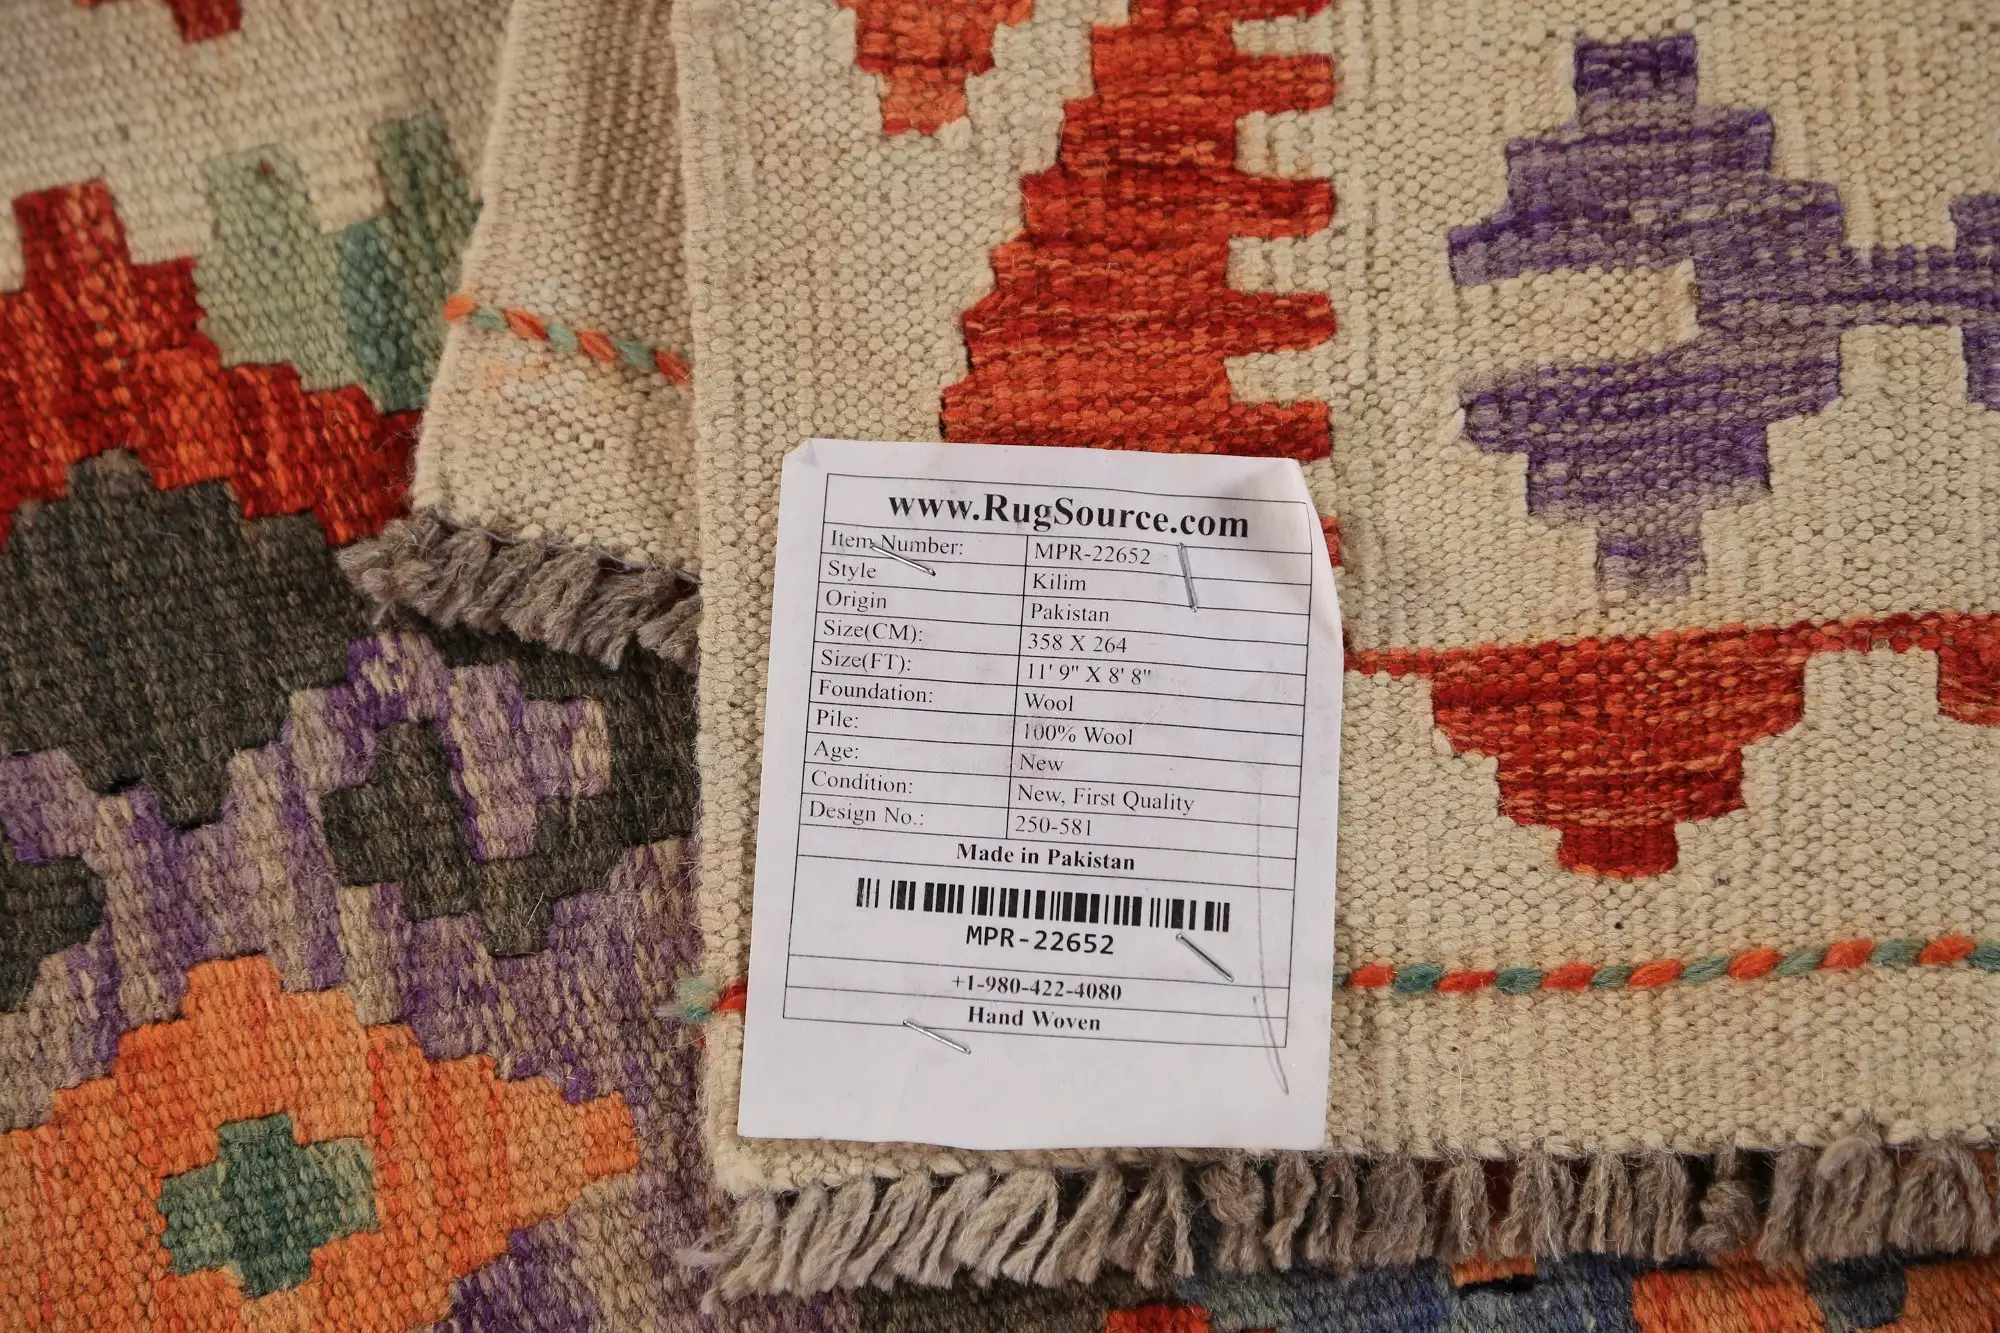 www.RugSource.com
Item Number: MPR-22652
Style Kilim
Origin Pakistan
Size(CM): 358 X 264
Size(FT): 11' 9" X 8' 8"
Foundation: Wool
Pile: 100% Wool
Age: New
Condition: New, First Quality
Design No.: 250-581
Made in Pakistan
MPR-22652
+1-980-422-4080
Hand Woven